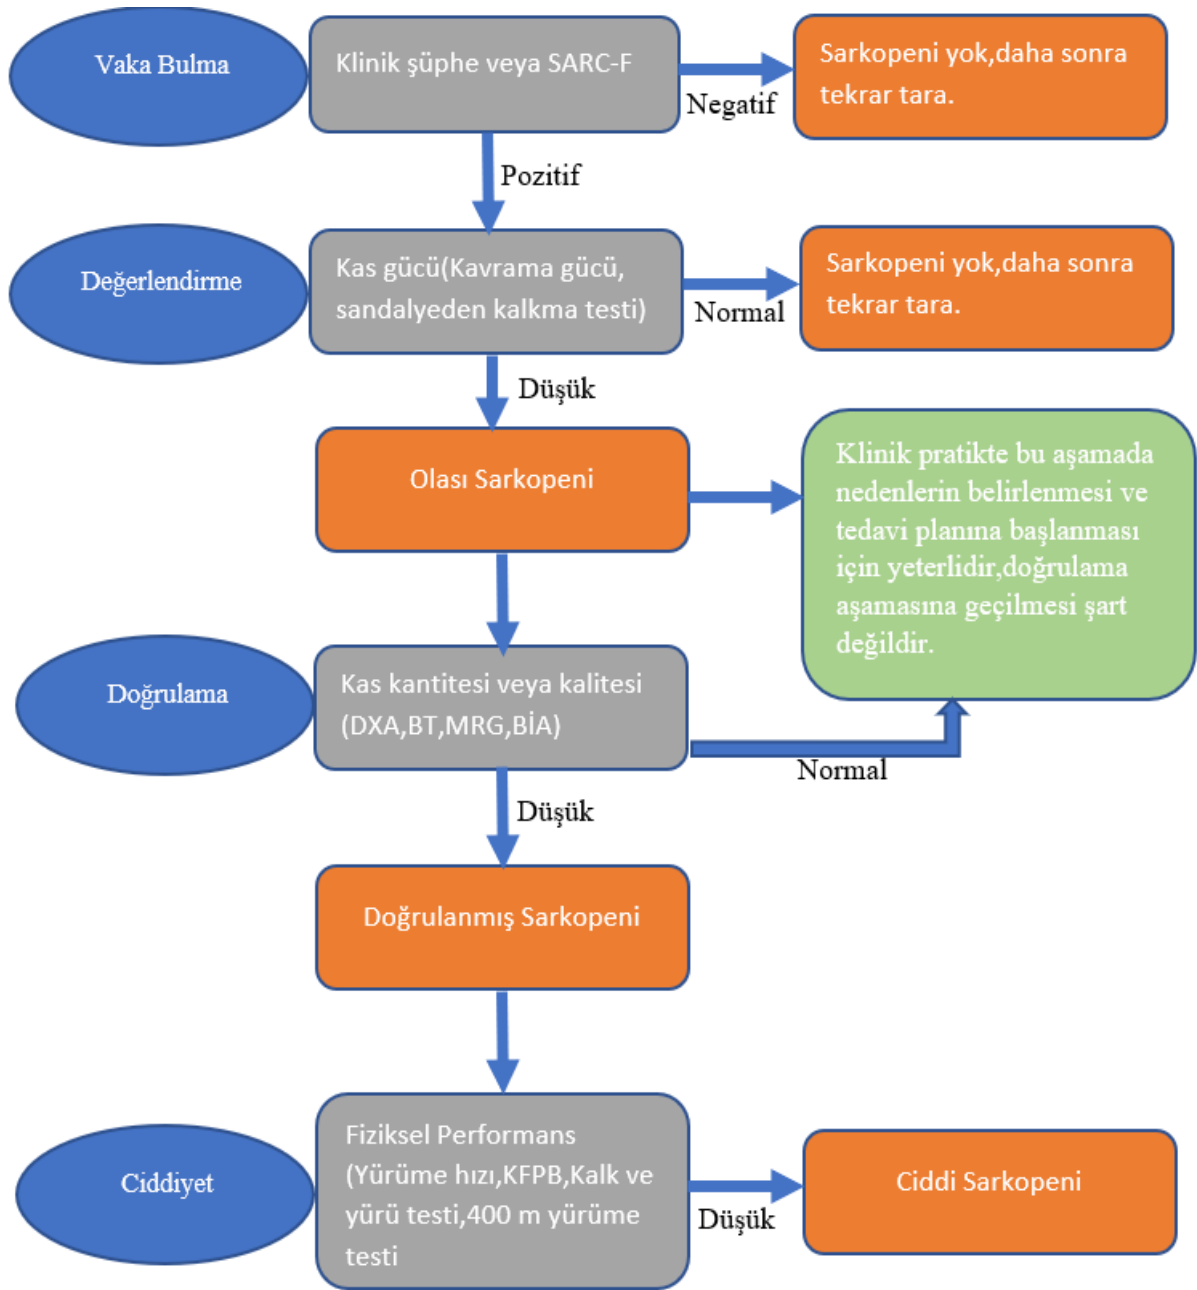 Vaka Bulma
Klinik şüphe veya SARC-F
Negatif
Sarkopeni yok,daha sonra
tekrar tara.
Pozitif
Değerlendirme
Kas gücü(Kavrama gücü,
sandalyeden kalkma testi)
Normal
Sarkopeni yok,daha sonra
tekrar tara.
Düşük
Olası Sarkopeni
Klinik pratikte bu aşamada
nedenlerin belirlenmesi ve
tedavi planına başlanması
için yeterlidir,doğrulama
aşamasına geçilmesi şart
değildir.
Doğrulama
Kas kantitesi veya kalitesi
(DXA,BT,MRG,BİA)
Normal
Düşük
Doğrulanmış Sarkopeni
Ciddiyet
Fiziksel Performans
(Yürüme hızı,KFPB,Kalk ve
yürü testi,400 m yürüme
testi
Düşük
Ciddi Sarkopeni